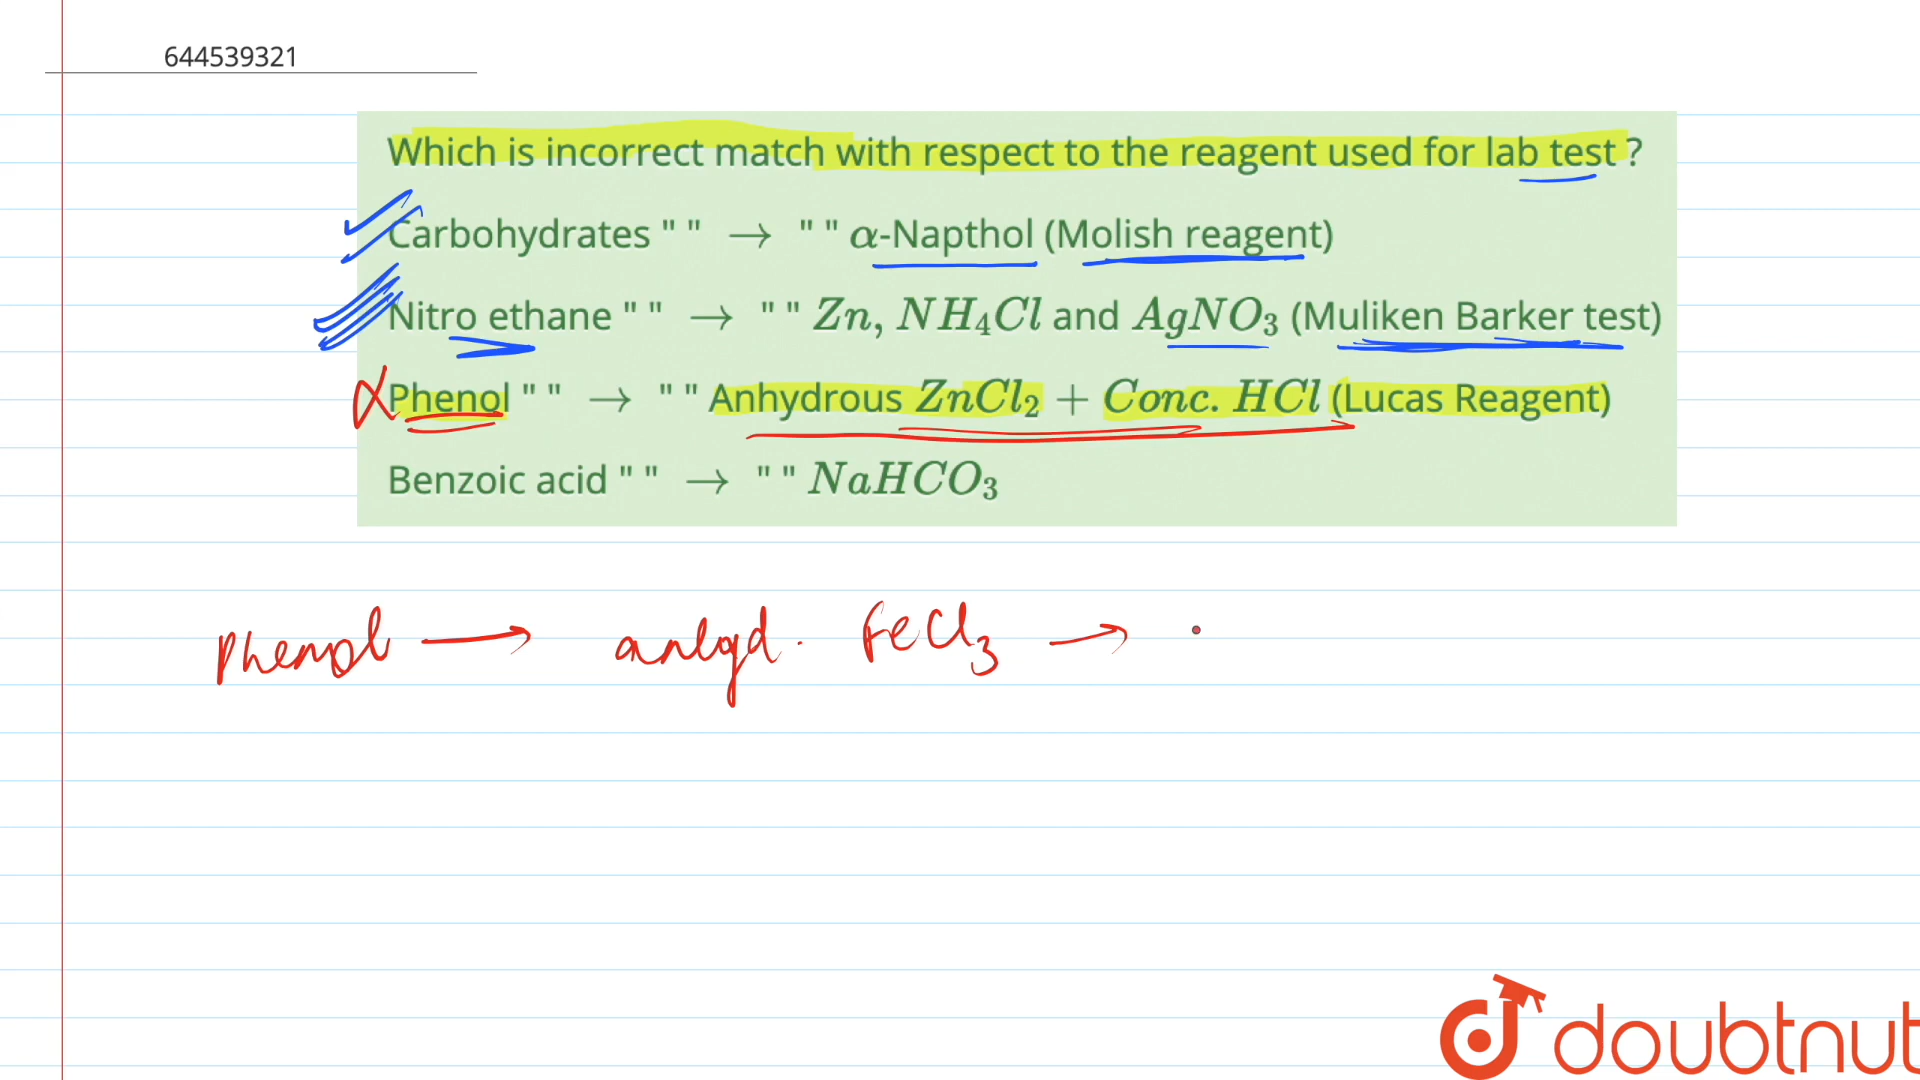 644539321
Which is incorrect match with respect to the reagent used for lab test ?
Carbohydrates " " → " " α-Napthol (Molish reagent)
Nitro ethane " " → " " Zn, NH₄Cl and AgNO₃ (Muliken Barker test)
Phenol " " → " " Anhydrous ZnCl₂ + Conc. HCl (Lucas Reagent)
Benzoic acid " " → " " NaHCO₃
Phenol → anhyd. FeCl₃ →
doubtnut